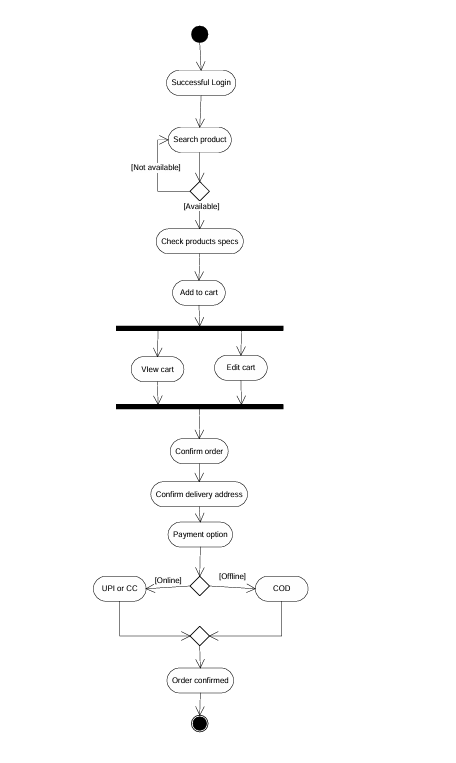 Successful Login
Search product
[Not available]
[Available]
Check products specs
Add to cart
VIew cart
Edit cart
Confirm order
Confirm delivery address
Payment option
[Online]
[Offline]
UPI or CC
COD
Order confirmed